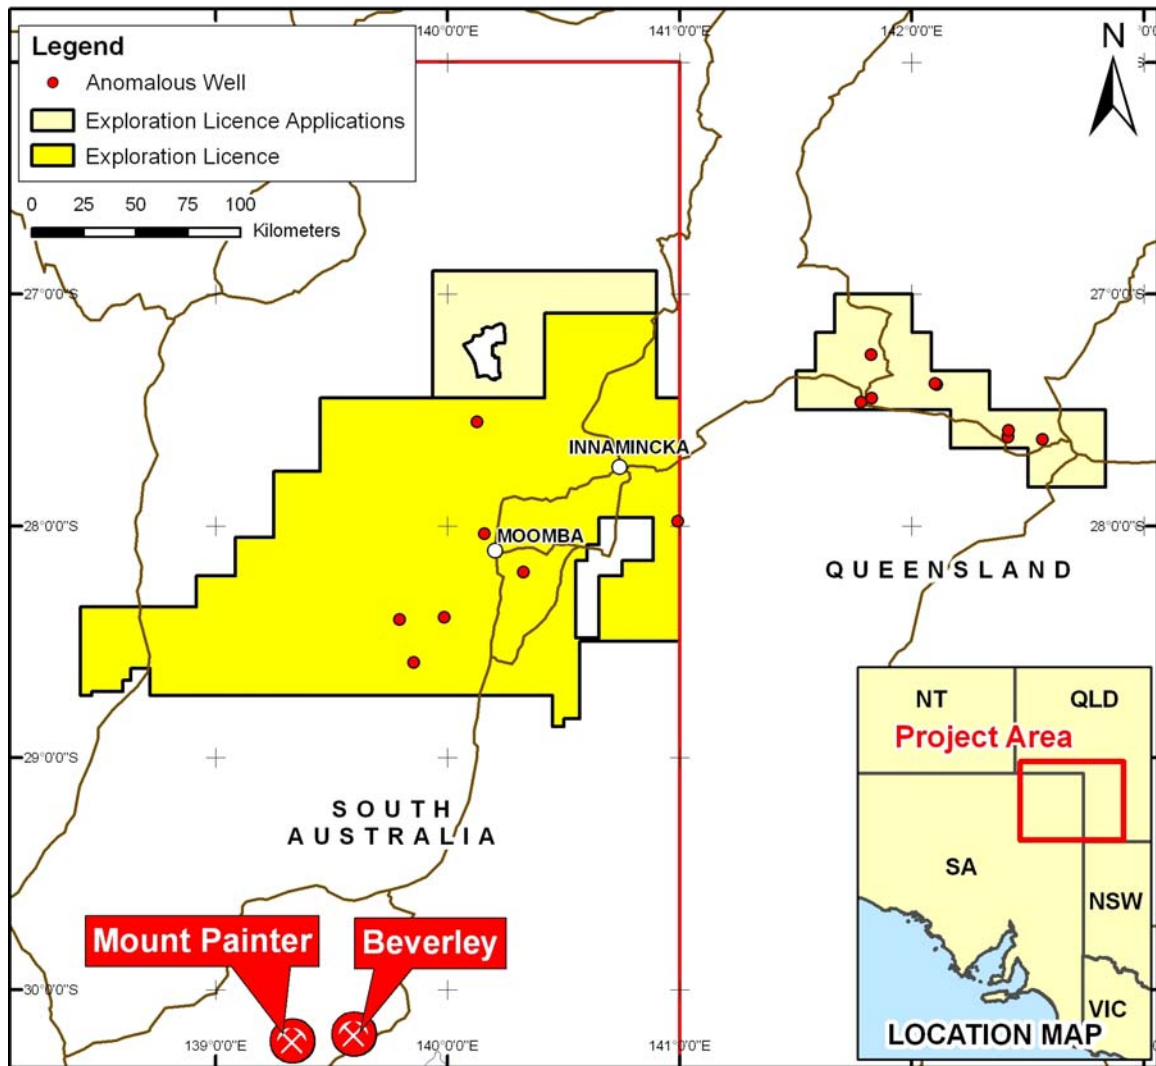 140°0'0"E
141°0'0"E
142°0'0"E
Legend
Anomalous Well
Exploration Licence Applications
Exploration Licence
0 25 50 75 100
Kilometers
N
27°0'0"S
27°0'0"S
INNAMINCKA
28°0'0"S
MOOMBA
28°0'0"S
QUEENSLAND
29°0'0"S
SOUTH
AUSTRALIA
Mount Painter
Beverley
30°0'0"S
139°0'0"E
140°0'0"E
141°0'0"E
NT
QLD
Project Area
SA
NSW
VIC
LOCATION MAP